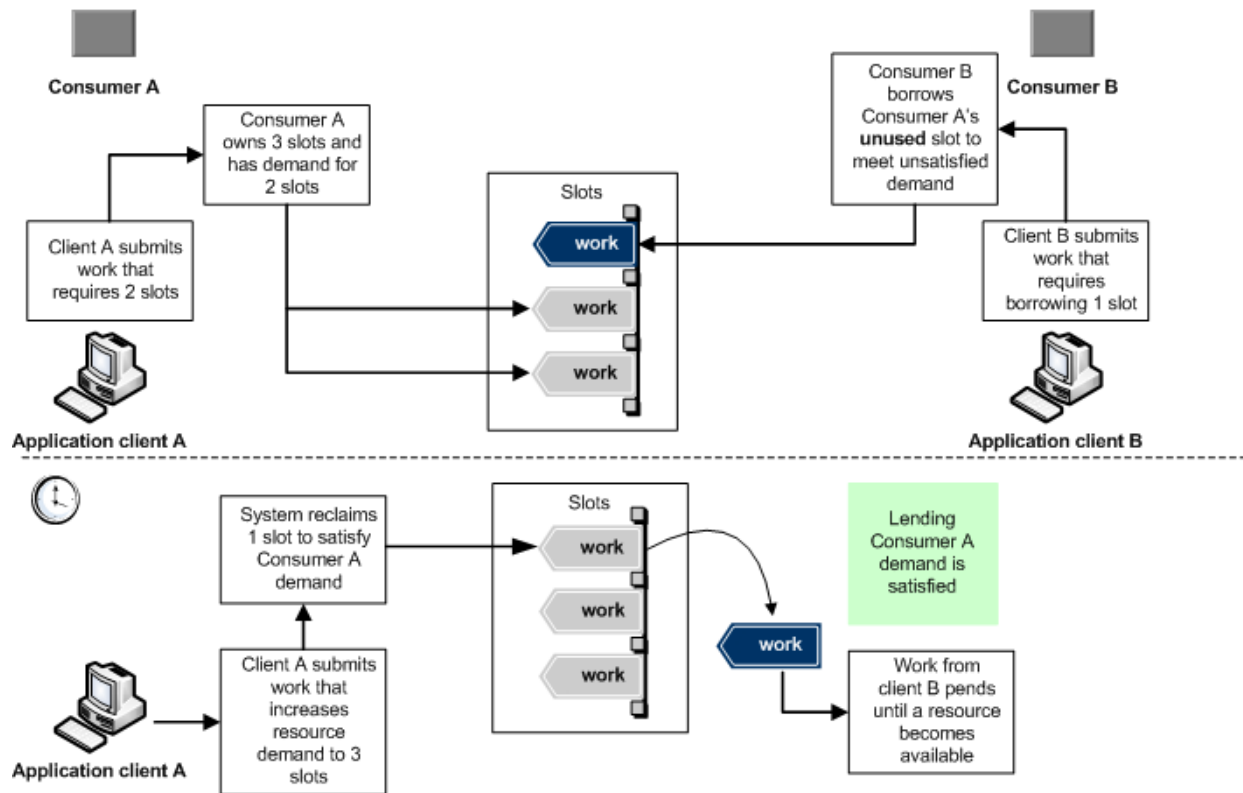 Consumer A
Consumer A
owns 3 slots and
has demand for
2 slots
Client A submits
work that
requires 2 slots
Application client A
Slots
work
work
work
Consumer B
borrows
Consumer A's
unused slot to
meet unsatisfied
demand
Consumer B
Client B submits
work that
requires
borrowing 1 slot
Application client B
System reclaims
1 slot to satisfy
Consumer A
demand
Client A submits
work that
increases
resource
demand to 3
slots
Application client A
Slots
work
work
work
work
Lending
Consumer A
demand is
satisfied
Work from
client B pends
until a resource
becomes
available